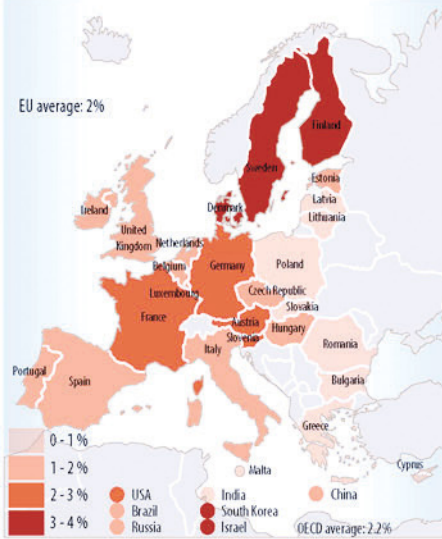 EU average: 2%
Finland
Sweden
Estonia
Latvia
Lithuania
Denmark
Ireland
United
Kingdom
Netherlands
Belgium
Germany
Poland
Luxembourg
Czech Republic
Slovakia
France
Austria
Hungary
Slovenia
Romania
Italy
Bulgaria
Portugal
Spain
Greece
Malta
Cyprus
0 - 1 %
1 - 2 %
2 - 3 %
3 - 4 %
USA
Brazil
Russia
India
South Korea
Israel
China
OECD average: 2.2%